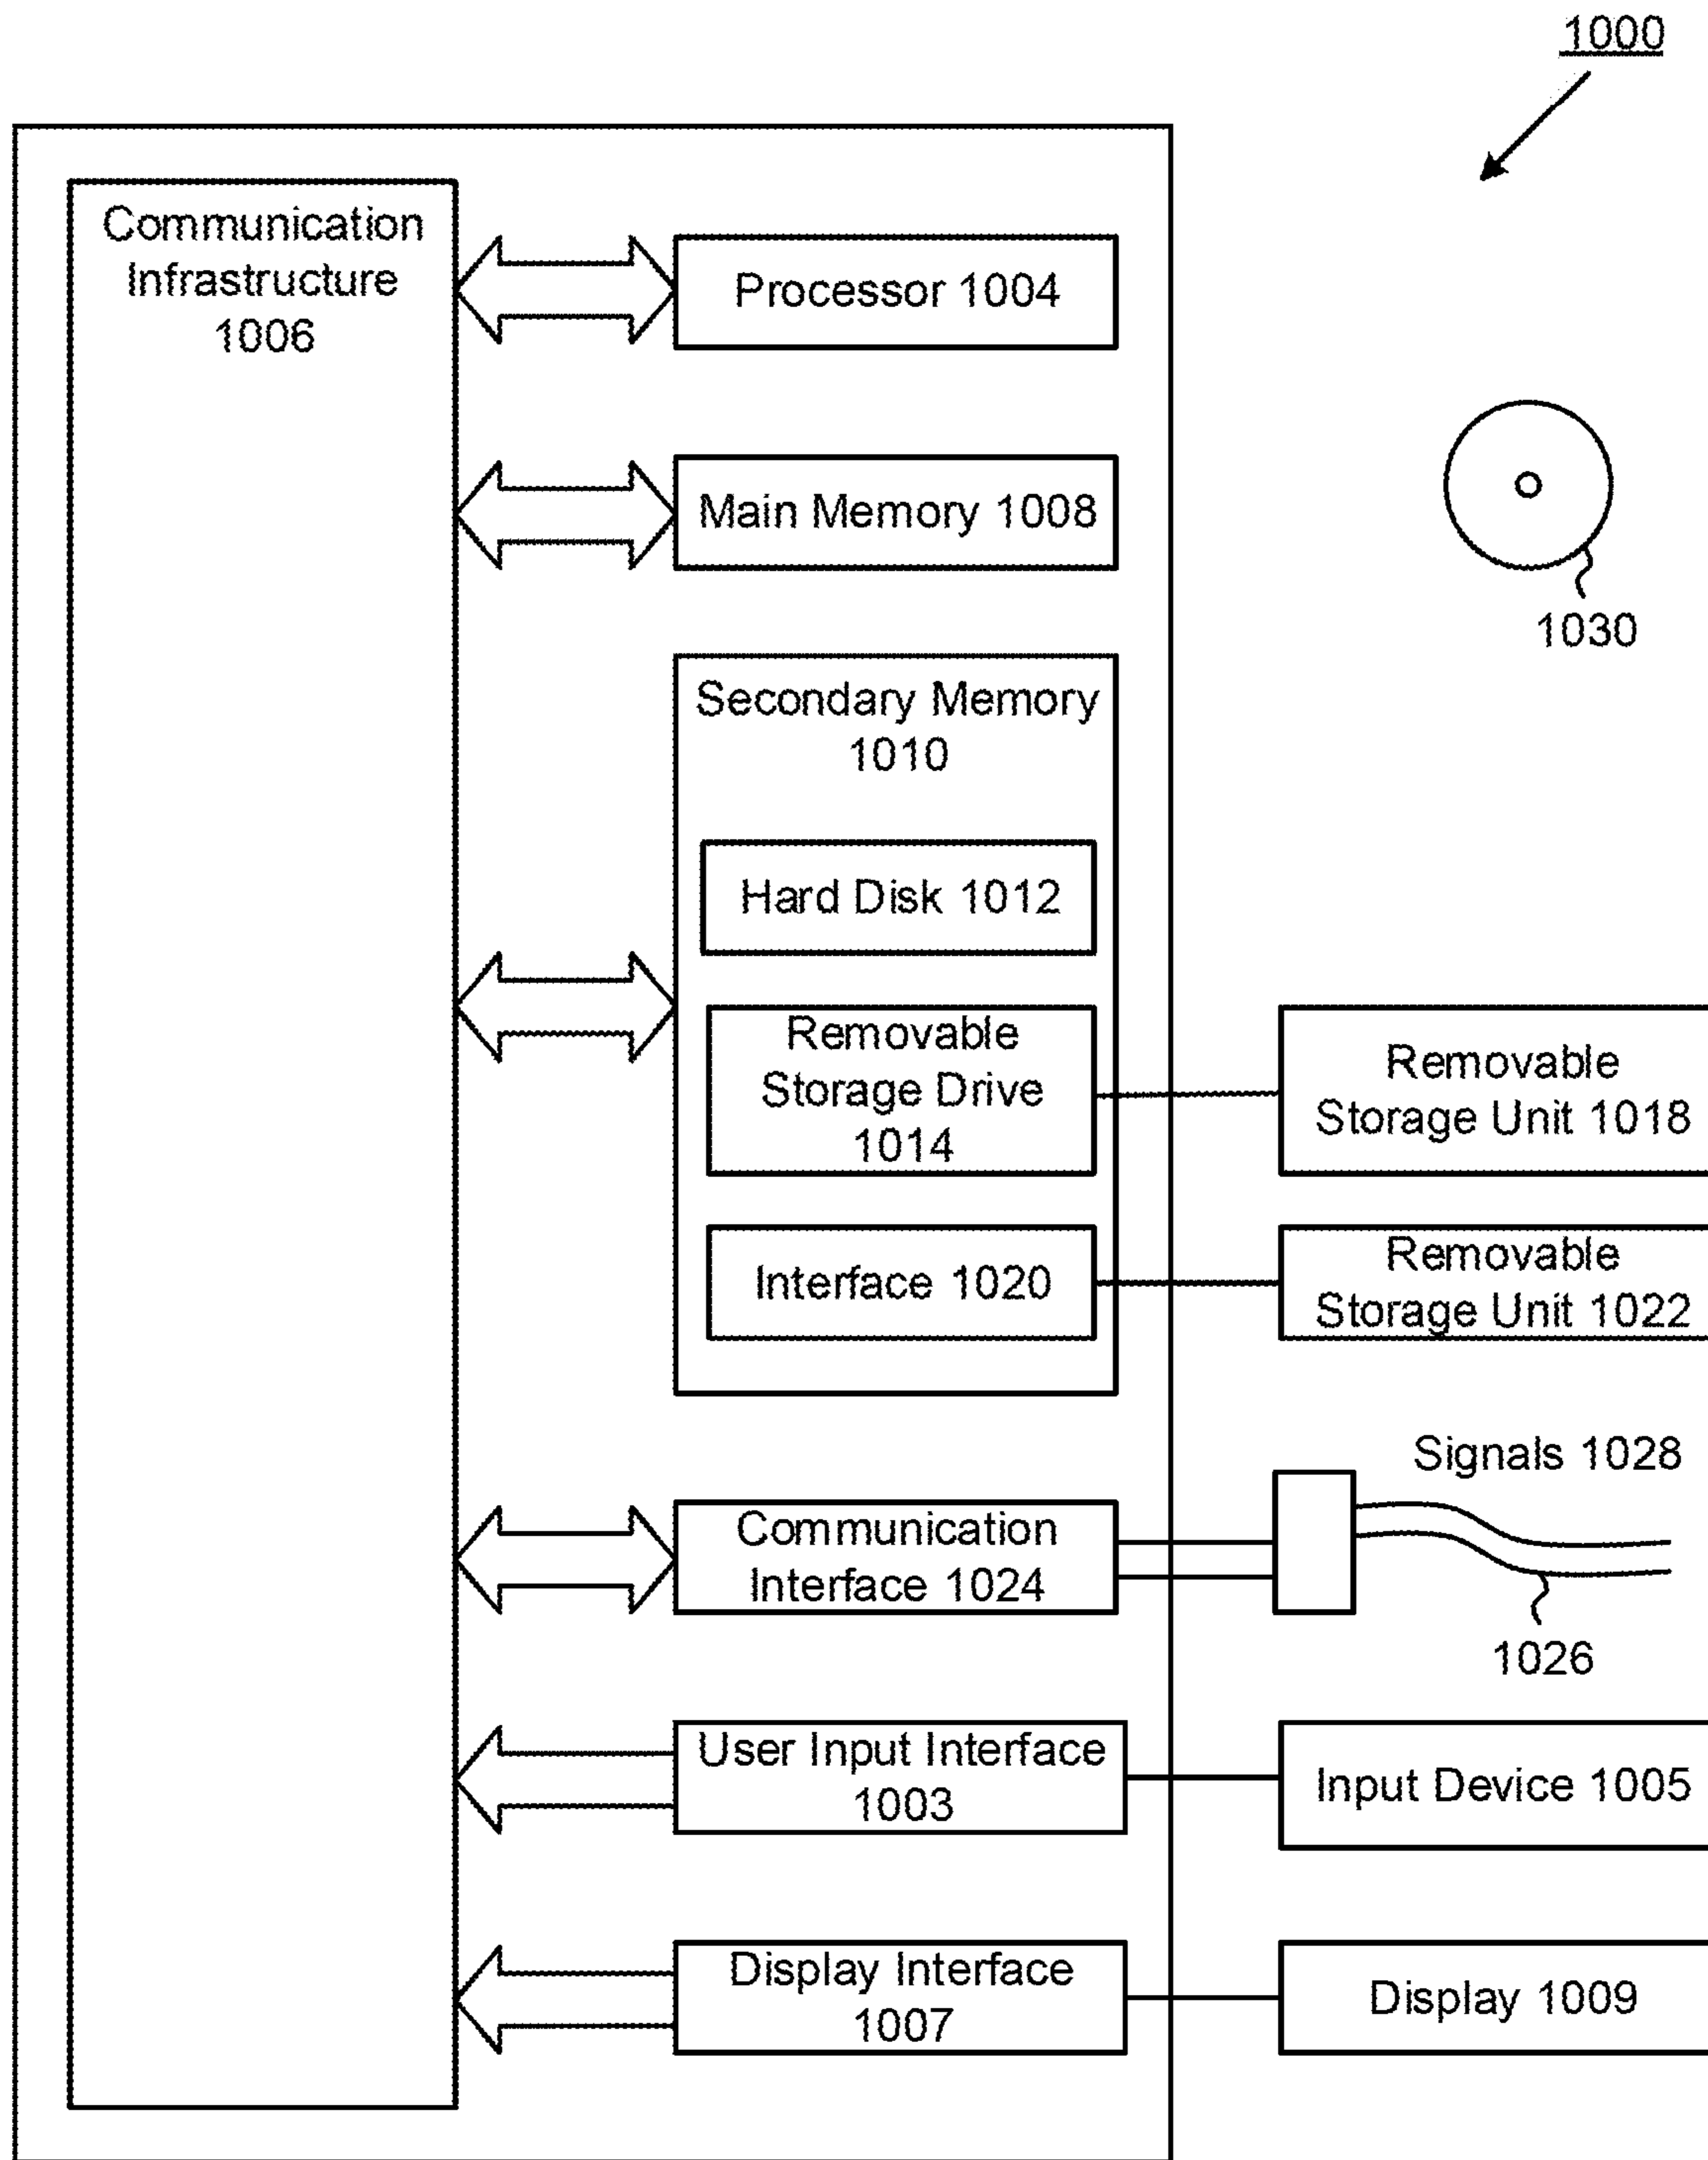 1000
Communication
Infrastructure
1006
Processor 1004
Main Memory 1008
1030
Secondary Memory
1010
Hard Disk 1012
Removable
Storage Drive
1014
Removable
Storage Unit 1018
Interface 1020
Removable
Storage Unit 1022
Signals 1028
Communication
Interface 1024
1026
User Input Interface
1003
Input Device 1005
Display Interface
1007
Display 1009